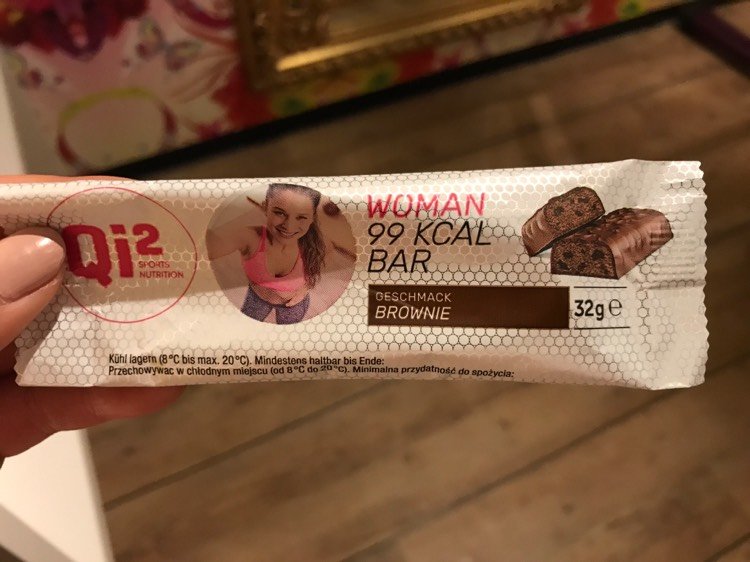 Qi²
SPORTS
NUTRITION
WOMAN
99 KCAL
BAR
GESCHMACK
BROWNIE
32g e
Kühl lagern (8°C bis max. 20°C). Mindestens haltbar bis Ende:
Przechowywac w chłodnym miejscu (od 8°C do 20°C). Minimalna przydatność do spożycia: